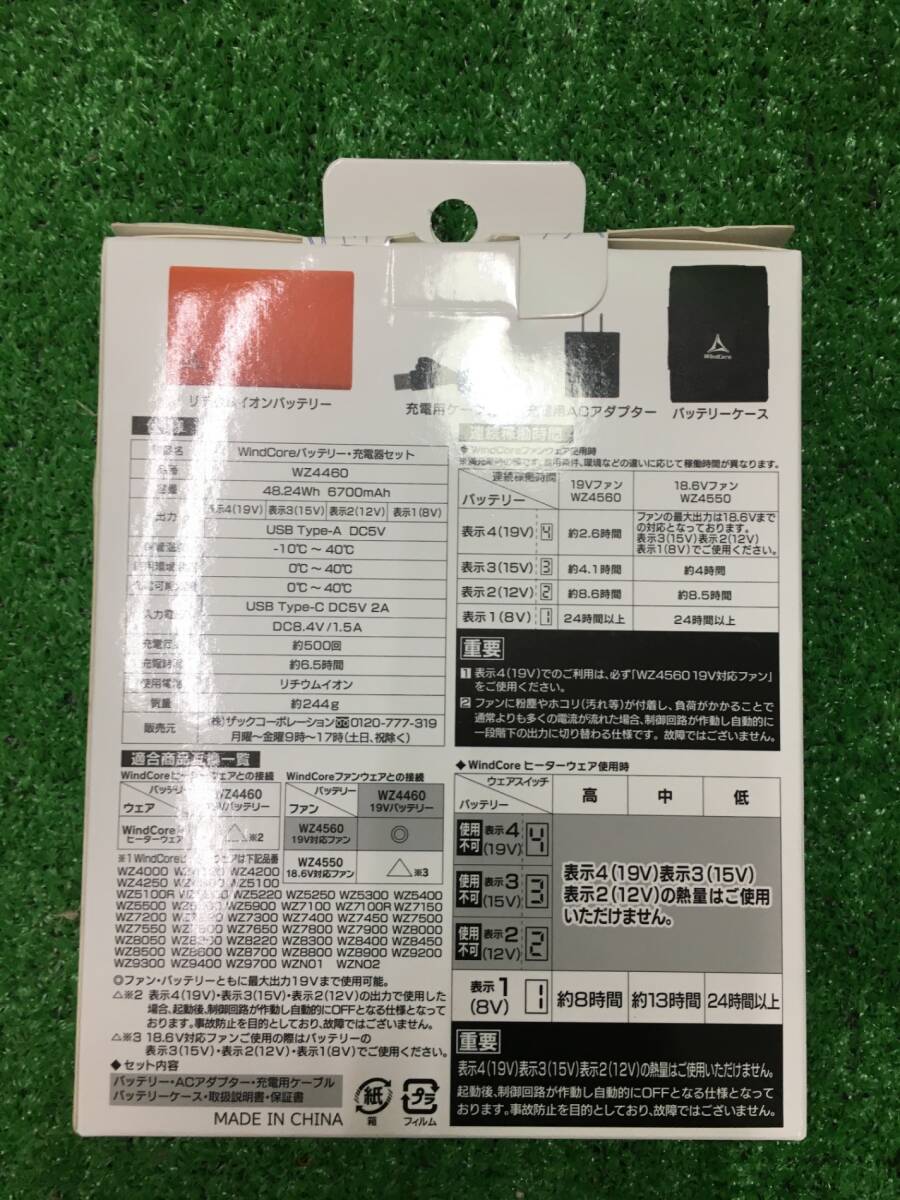 WindCore
リチウムイオンバッテリー
ACアダプター
バッテリーケース
WindCoreバッテリー・充電器セット
WZ4460
48.24Wh 6700mAh
出力
表示4(19V) 表示3(15V) 表示2(12V) 表示1(8V)
USB Type-A DC5V
-10℃～40℃
0℃～40℃
0℃～40℃
USB Type-C DC5V 2A
DC8.4V/1.5A
約500回
約6.5時間
リチウムイオン
約244g
販売元
(株)ザックコーポレーション 0120-777-319
月曜～金曜9時～17時(土日、祝除く)
連続稼働時間
バッテリー
19Vファン WZ4560
18.6Vファン WZ4550
表示4(19V) 4 約2.6時間
ファンの最大出力は18.6Vまで
の対応となっております。
表示3(15V)表示2(12V)
表示1(8V)でご使用ください。
表示3(15V) 3 約4.1時間 約4時間
表示2(12V) 2 約8.6時間 約8.5時間
表示1(8V) 1 24時間以上 24時間以上
重要
1 表示4(19V)でのご利用は、必ず「WZ4560 19V対応ファン」
をご使用ください。
2 ファンに粉塵やホコリ(汚れ等)が付着し、負荷がかかることで
通常よりも多くの電流が流れた場合、制御回路が作動し自動的に
一段階下の出力に切り替わる仕様です。故障ではございません。
適合商品互換一覧
WindCoreヒーターウェアとの接続
バッテリー
ウェア
WindCore
ヒーターウェア
△※2
WindCoreファンウェアとの接続
バッテリー
ファン
WZ4460
19Vバッテリー
WZ4560
19V対応ファン
◎
WZ4550
18.6V対応ファン
△※3
WZ4000 WZ4200
WZ4250 WZ5100
WZ5100R WZ5220 WZ5250 WZ5300 WZ5400
WZ5500 WZ5900 WZ7100 WZ7100R WZ7150
WZ7200 WZ7300 WZ7400 WZ7450 WZ7500
WZ7550 WZ7650 WZ7800 WZ7900 WZ8000
WZ8050 WZ8220 WZ8300 WZ8400 WZ8450
WZ8500 WZ8600 WZ8700 WZ8800 WZ8900 WZ9200
WZ9300 WZ9400 WZ9700 WZN01 WZN02
◎ファン・バッテリーともに最大出力19Vまで使用可能。
△※2 表示4(19V)・表示3(15V)・表示2(12V)の出力で使用した
場合、起動後、制御回路が作動し自動的にOFFとなる仕様となって
おります。事故防止を目的としており、故障ではございません。
△※3 18.6V対応ファンご使用の際はバッテリーの
表示3(15V)・表示2(12V)・表示1(8V)でご使用ください。
◆セット内容
バッテリー・ACアダプター・充電用ケーブル
バッテリーケース・取扱説明書・保証書
MADE IN CHINA
紙
箱
プラ
フィルム
◆WindCore ヒーターウェア使用時
ウェアスイッチ
バッテリー
高 中 低
使用不可 表示4(19V) 4
使用不可 表示3(15V) 3
使用不可 表示2(12V) 2
表示4(19V)表示3(15V)
表示2(12V)の熱量はご使用
いただけません。
表示1(8V) 1 約8時間 約13時間 24時間以上
重要
表示4(19V)表示3(15V)表示2(12V)の熱量はご使用いただけません。
起動後、制御回路が作動し自動的にOFFとなる仕様となって
おります。事故防止を目的としており、故障ではございません。